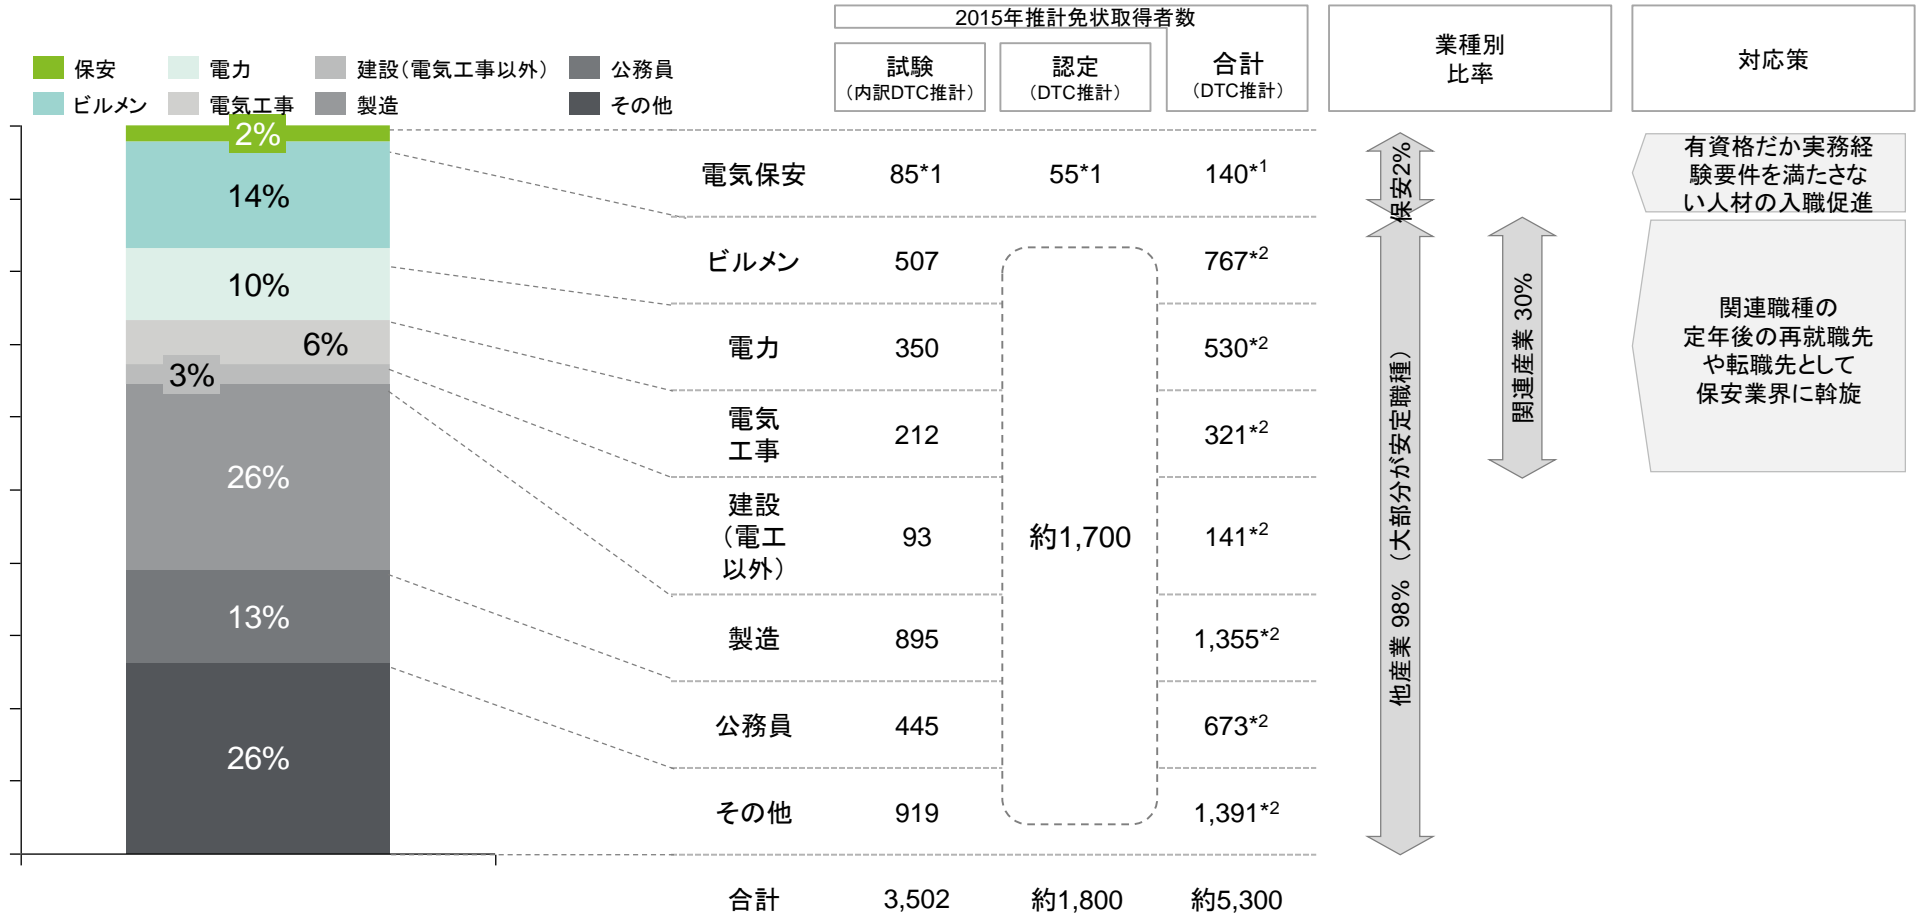 2015年推計免状取得者数
保安
電力
建設（電気工事以外）
公務員
ビルメン
電気工事
製造
その他
試験
（内訳DTC推計）
認定
（DTC推計）
合計
（DTC推計）
業種別
比率
対応策
2%
14%
10%
6%
3%
26%
13%
26%
電気保安
85*1
55*1
140*1
ビルメン
507
767*2
電力
350
530*2
電気
工事
212
321*2
建設
（電工
以外）
93
約1,700
141*2
製造
895
1,355*2
公務員
445
673*2
その他
919
1,391*2
合計
3,502
約1,800
約5,300
保安2%
他産業 98% （大部分が安定職種）
関連産業 30%
有資格だか実務経
験要件を満たさな
い人材の入職促進
関連職種の
定年後の再就職先
や転職先として
保安業界に斡旋